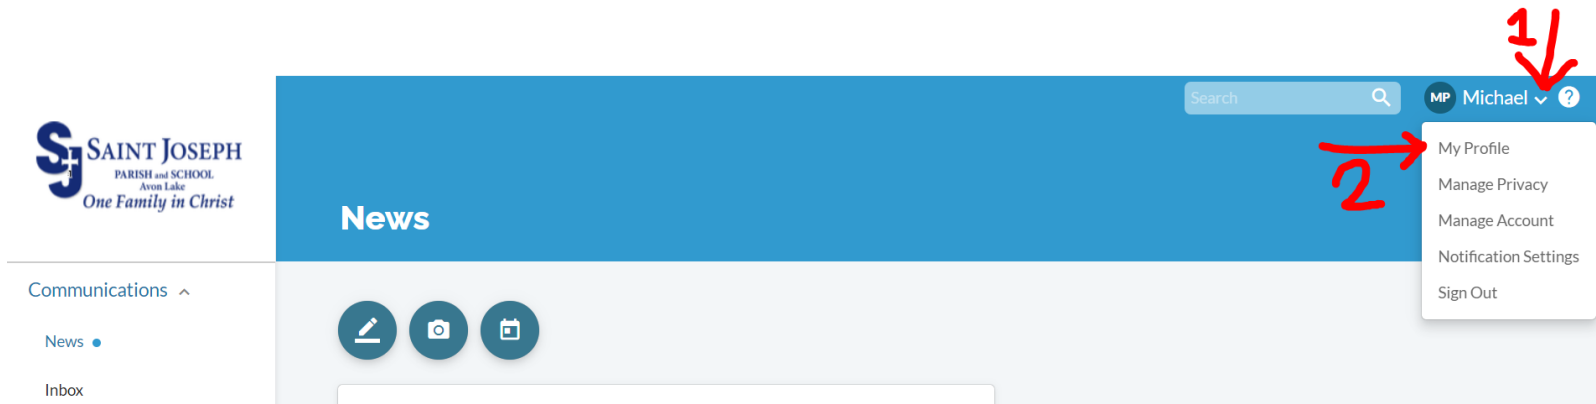 1
Search
MP Michael ?
SAINT JOSEPH
PARISH and SCHOOL
Avon Lake
One Family in Christ
My Profile
2
Manage Privacy
Manage Account
News
Notification Settings
Sign Out
Communications
News
Inbox